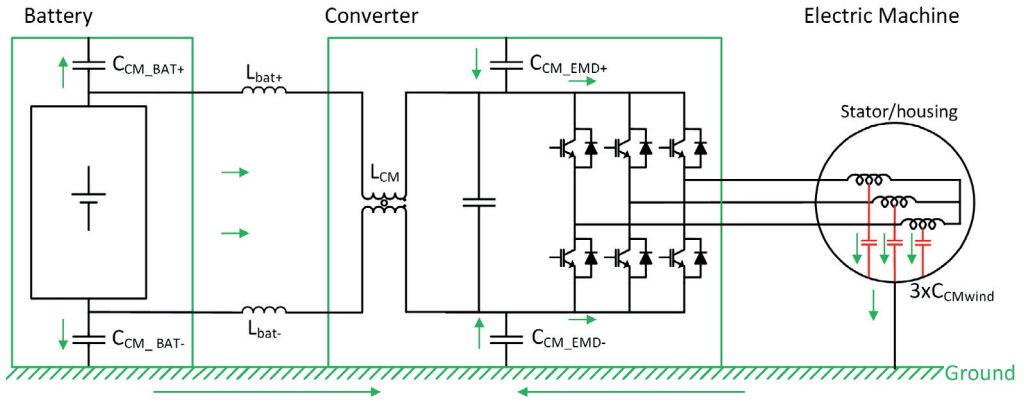 Battery
Converter
Electric Machine
CCM_BAT+
Lbat+
CCM_EMD+
Stator/housing
LCM
3xCCMwind
Lbat-
CCM_ BAT-
CCM_EMD-
Ground